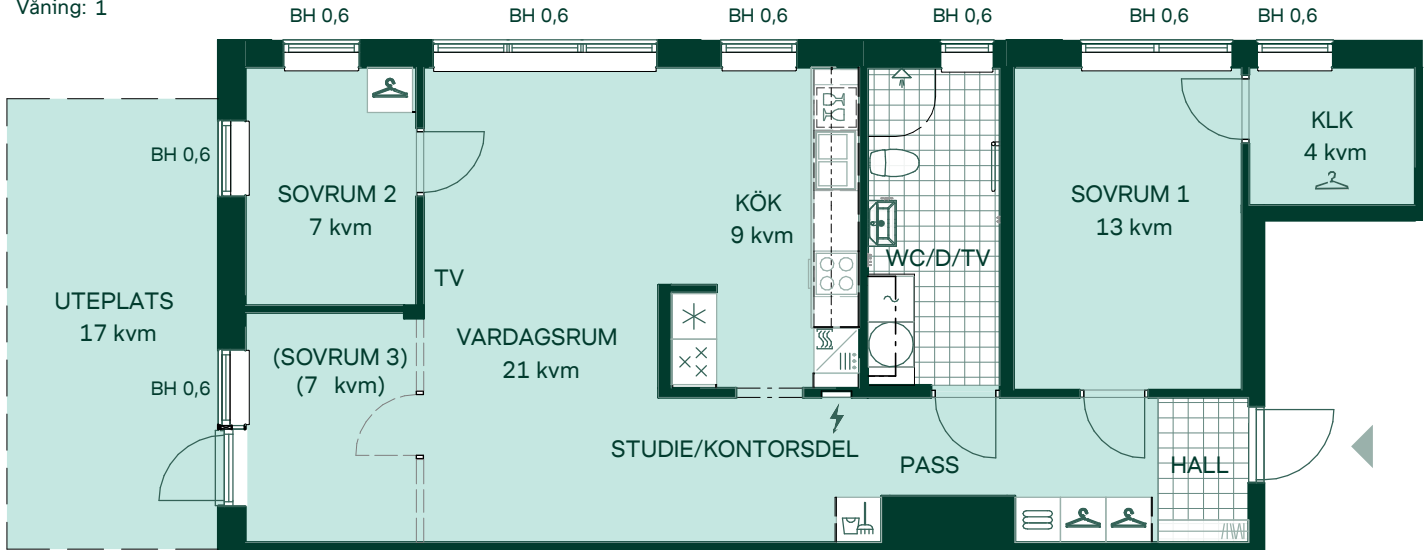 Våning: 1
BH 0,6
BH 0,6
BH 0,6
BH 0,6
BH 0,6
BH 0,6
KLK
4 kvm
BH 0,6
SOVRUM 2
7 kvm
KÖK
9 kvm
SOVRUM 1
13 kvm
WC/D/TV
TV
UTEPLATS
17 kvm
VARDAGSRUM
21 kvm
(SOVRUM 3)
(7 kvm)
BH 0,6
STUDIE/KONTORSDEL
PASS
HALL